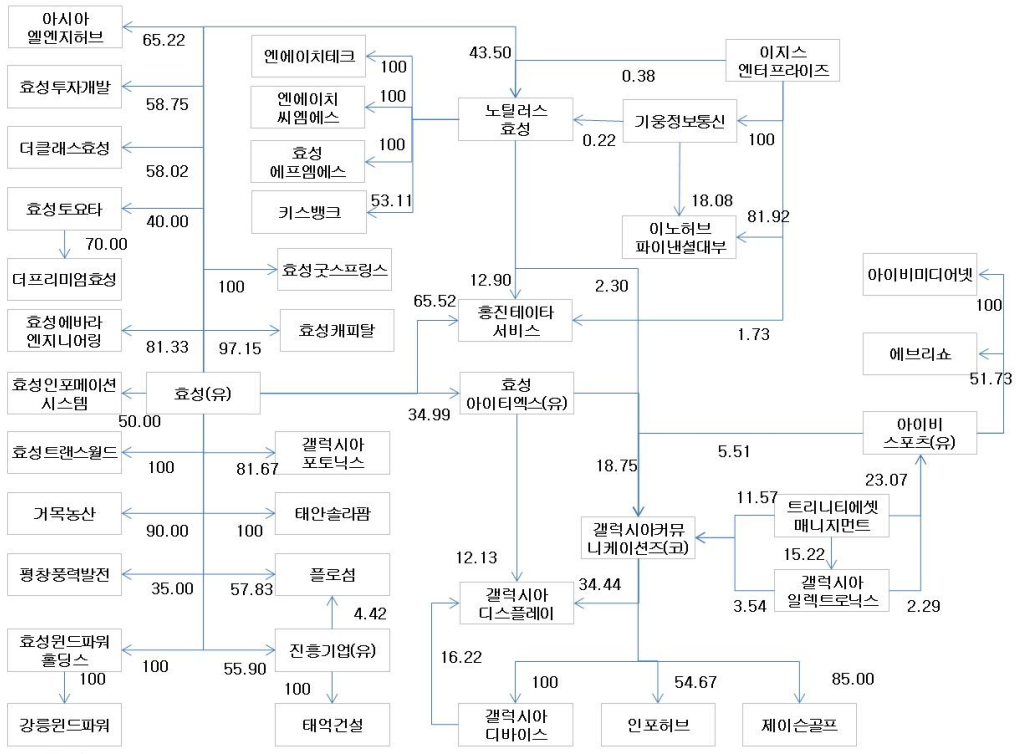 아시아
엘엔지허브
65.22
효성투자개발
58.75
더클래스효성
58.02
효성토요타
40.00
70.00
더프리미엄효성
효성에바라
엔지니어링
81.33
효성인포메이션
시스템
50.00
효성트랜스월드
100
거목농산
90.00
평창풍력발전
35.00
효성윈드파워
홀딩스
100
100
강릉윈드파워
효성(유)
엔에이치테크
100
엔에이치
씨엠에스
100
효성
에프엠에스
100
키스뱅크
53.11
효성굿스프링스
100
효성캐피탈
97.15
갤럭시아
포토닉스
81.67
태안솔라팜
100
플로섬
57.83
4.42
진흥기업(유)
55.90
100
태억건설
43.50
노틸러스
효성
0.38
이지스
엔터프라이즈
기웅정보통신
0.22
100
18.08
81.92
이노허브
파이낸셜대부
12.90
2.30
65.52
홍진테이타
서비스
1.73
효성
아이티엑스(유)
34.99
아이비미디어넷
100
에브리쇼
51.73
아이비
스포츠(유)
5.51
18.75
23.07
11.57
트리니티에셋
매니지먼트
15.22
갤럭시아
일렉트로닉스
3.54
2.29
갤럭시아커뮤
니케이션즈(코)
12.13
34.44
갤럭시아
디스플레이
16.22
100
갤럭시아
디바이스
54.67
인포허브
85.00
제이슨골프